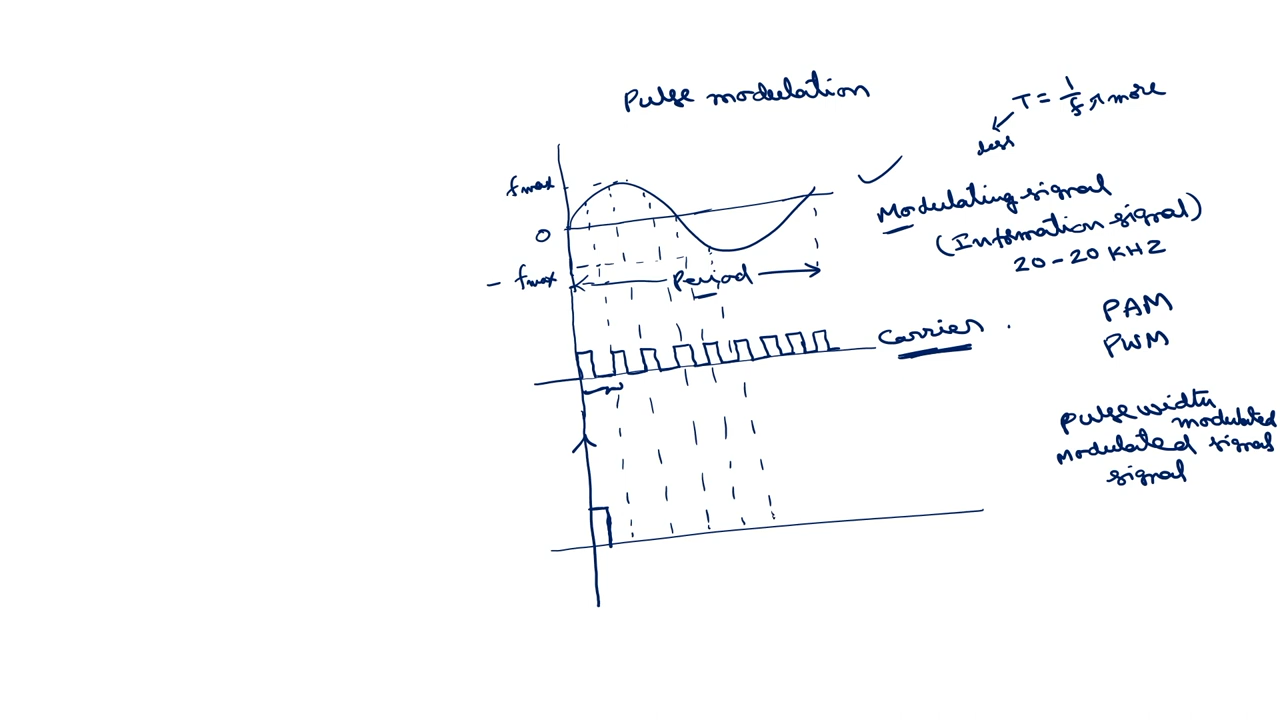 Pulse modulation
T = 1/f more
less
fmax
0
- fmax
Period
Modulating signal
(Information signal)
20-20 KHZ
Carrier
PAM
PWM
Pulse width
modulated
Modulated signal
signal